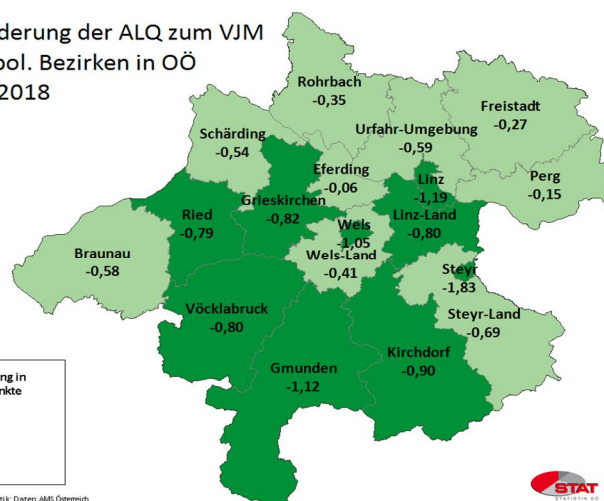 derung der ALQ zum VJM
pol. Bezirken in OÖ
2018
Rohrbach
-0,35
Freistadt
-0,27
Urfahr-Umgebung
-0,59
Schärding
-0,54
Eferding
-0,06
Perg
-0,15
Linz
-1,19
Grieskirchen
-0,82
Ried
-0,79
Linz-Land
-0,80
Wels
-1,05
Wels-Land
-0,41
Braunau
-0,58
Steyr
-1,83
Vöcklabruck
-0,80
Steyr-Land
-0,69
Kirchdorf
-0,90
Gmunden
-1,12
ng in
nkte
tik; Daten: AMS Österreich
STAT
STATISTIK OÖ